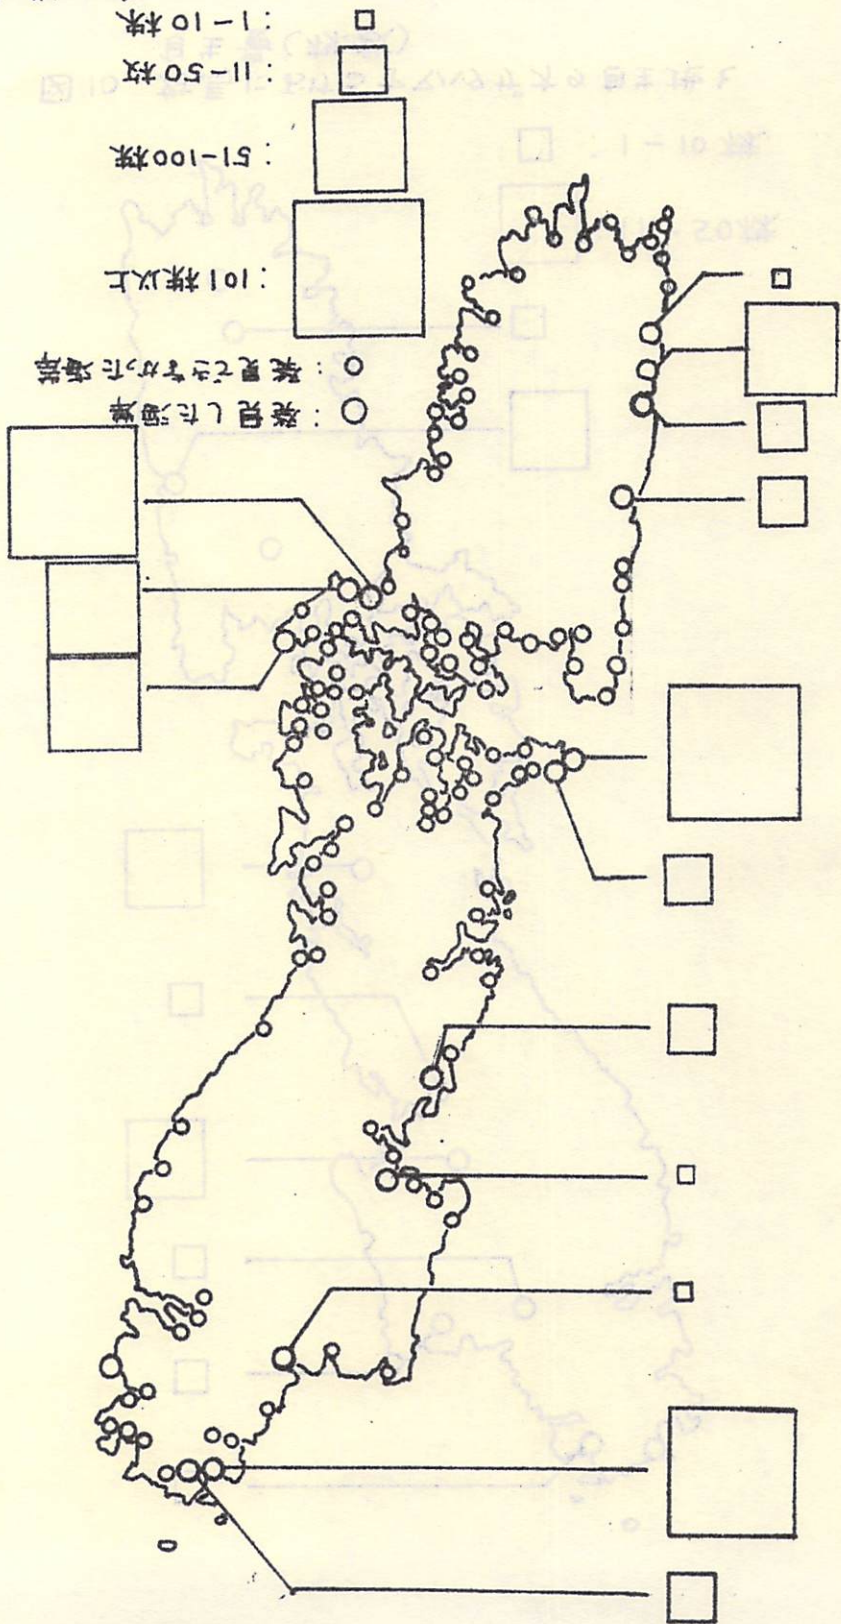 : 発見した海岸
: 発見できなかった海岸
: 101株以上
: 51-100株
: 11-50枚
: 1-10株